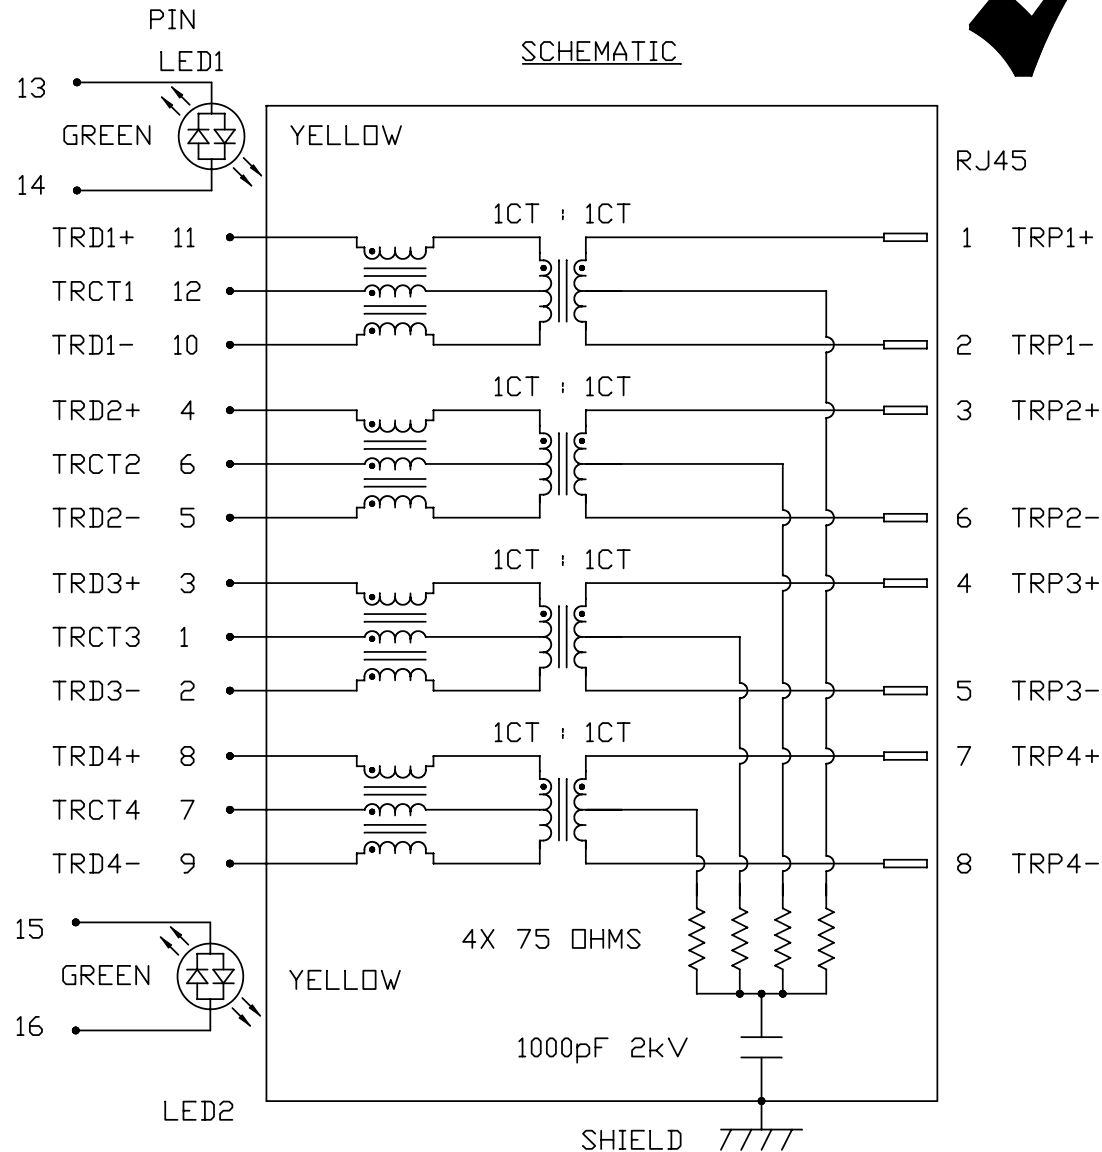 PIN
LED1
SCHEMATIC
13
GREEN
YELLOW
RJ45
14
1CT : 1CT
TRD1+ 11 1 TRP1+
TRCT1 12
TRD1- 10 2 TRP1-
1CT : 1CT
TRD2+ 4 3 TRP2+
TRCT2 6
TRD2- 5 6 TRP2-
1CT : 1CT
TRD3+ 3 4 TRP3+
TRCT3 1
TRD3- 2 5 TRP3-
1CT : 1CT
TRD4+ 8 7 TRP4+
TRCT4 7
TRD4- 9 8 TRP4-
15
4X 75 OHMS
GREEN
YELLOW
16
1000pF 2kV
LED2
SHIELD